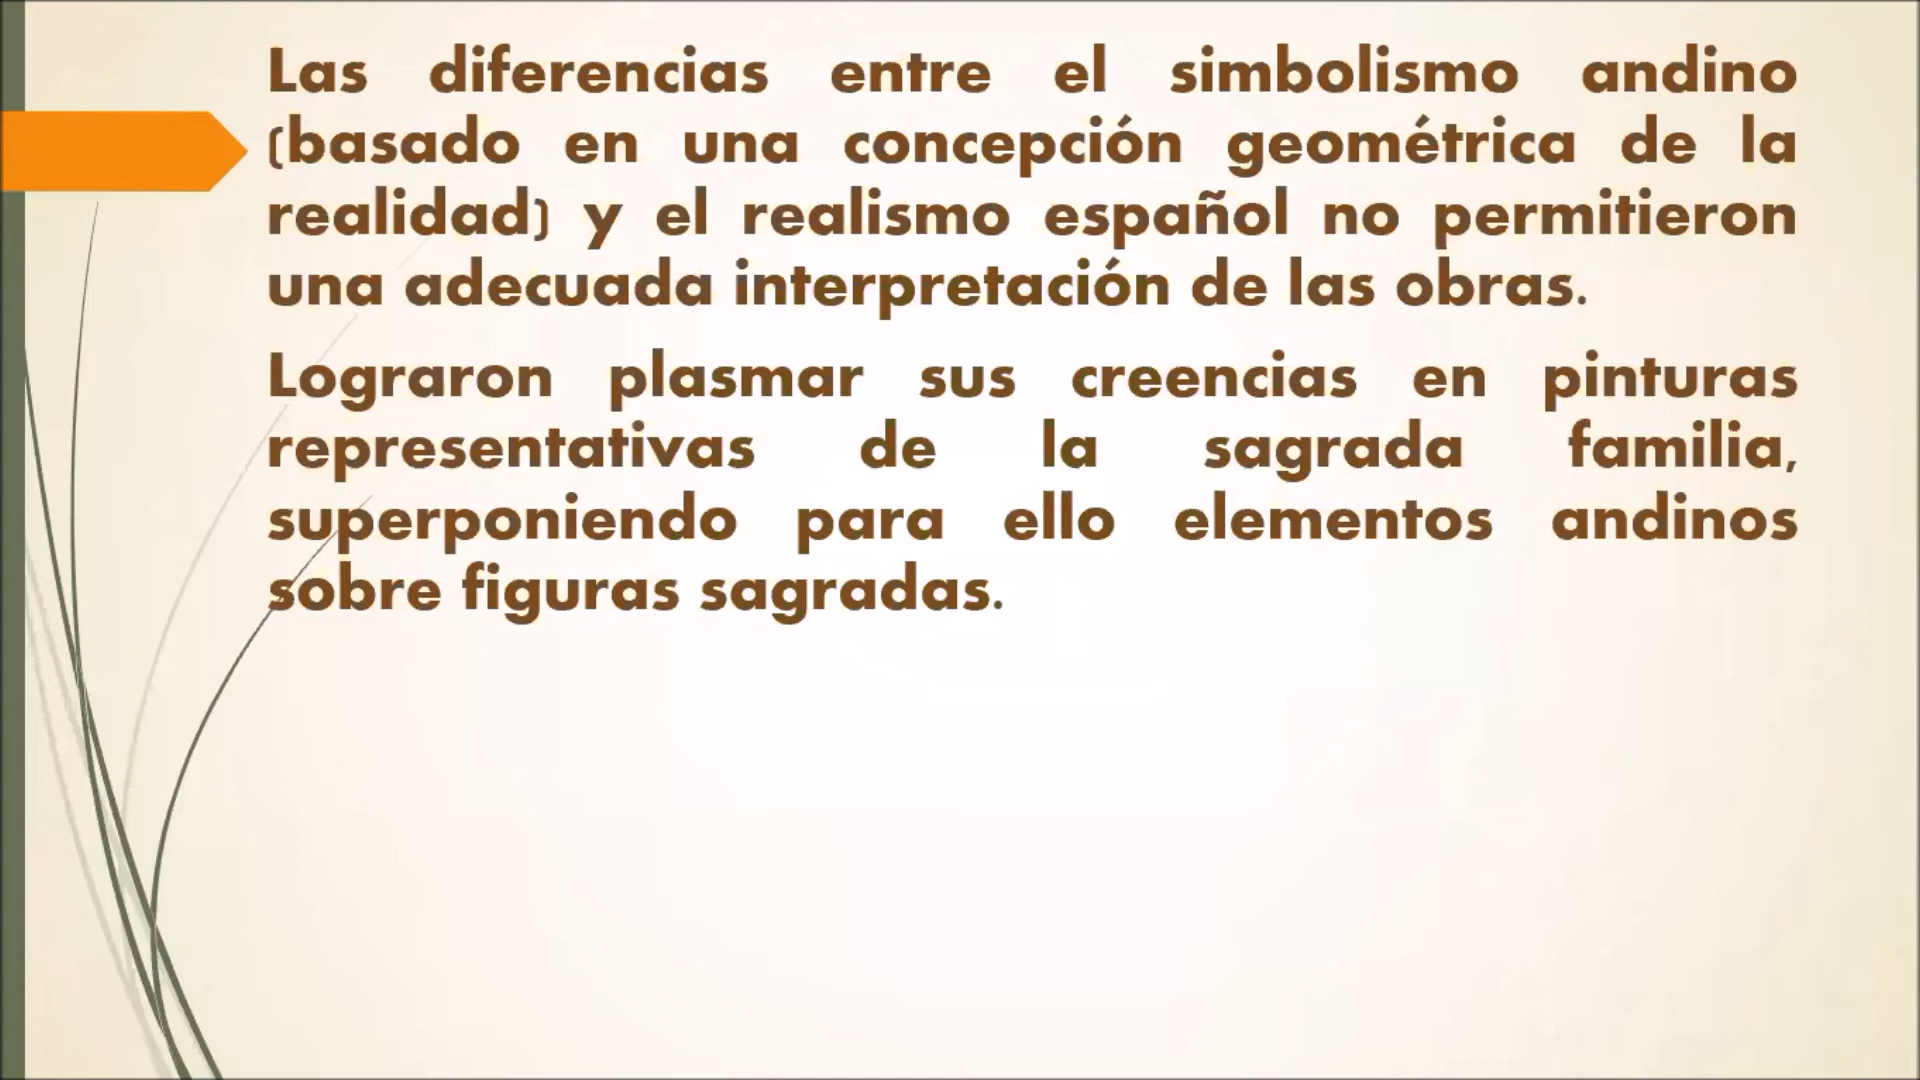 Las diferencias entre el simbolismo andino
(basado en una concepción geométrica de la
realidad) y el realismo español no permitieron
una adecuada interpretación de las obras.
Lograron plasmar sus creencias en pinturas
representativas de la sagrada familia,
superponiendo para ello elementos andinos
sobre figuras sagradas.